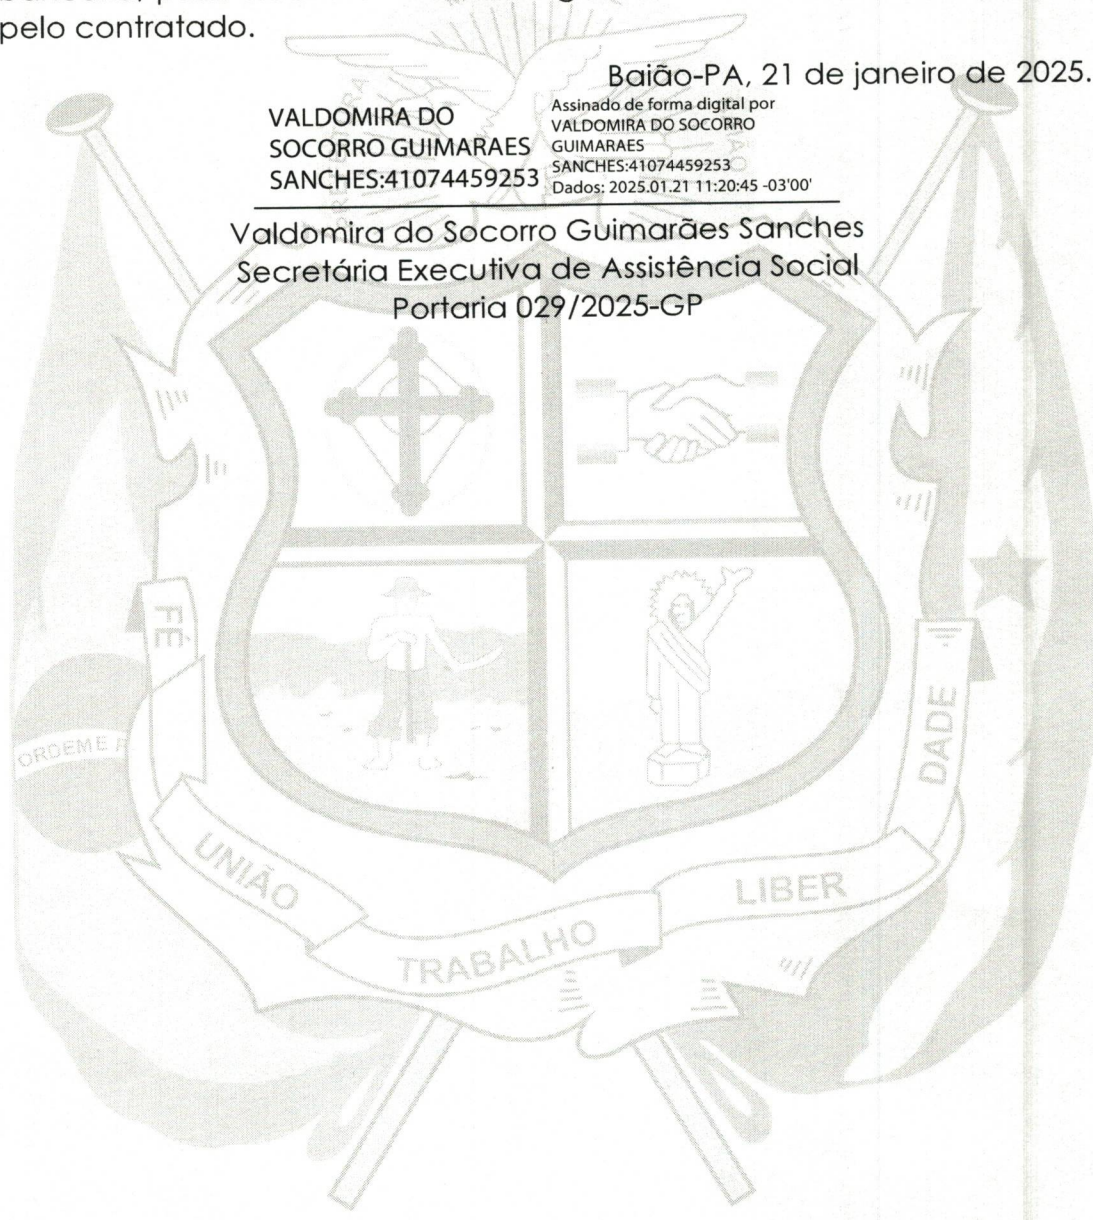 pelo contratado.
Baião-PA, 21 de janeiro de 2025.
VALDOMIRA DO
SOCORRO GUIMARAES
SANCHES:41074459253
Assinado de forma digital por
VALDOMIRA DO SOCORRO
GUIMARAES
SANCHES:41074459253
Dados: 2025.01.21 11:20:45 -03'00'
Valdomira do Socorro Guimarães Sanches
Secretária Executiva de Assistência Social
Portaria 029/2025-GP
FÉ
ORDEM E
UNIÃO
TRABALHO
LIBER
DADE